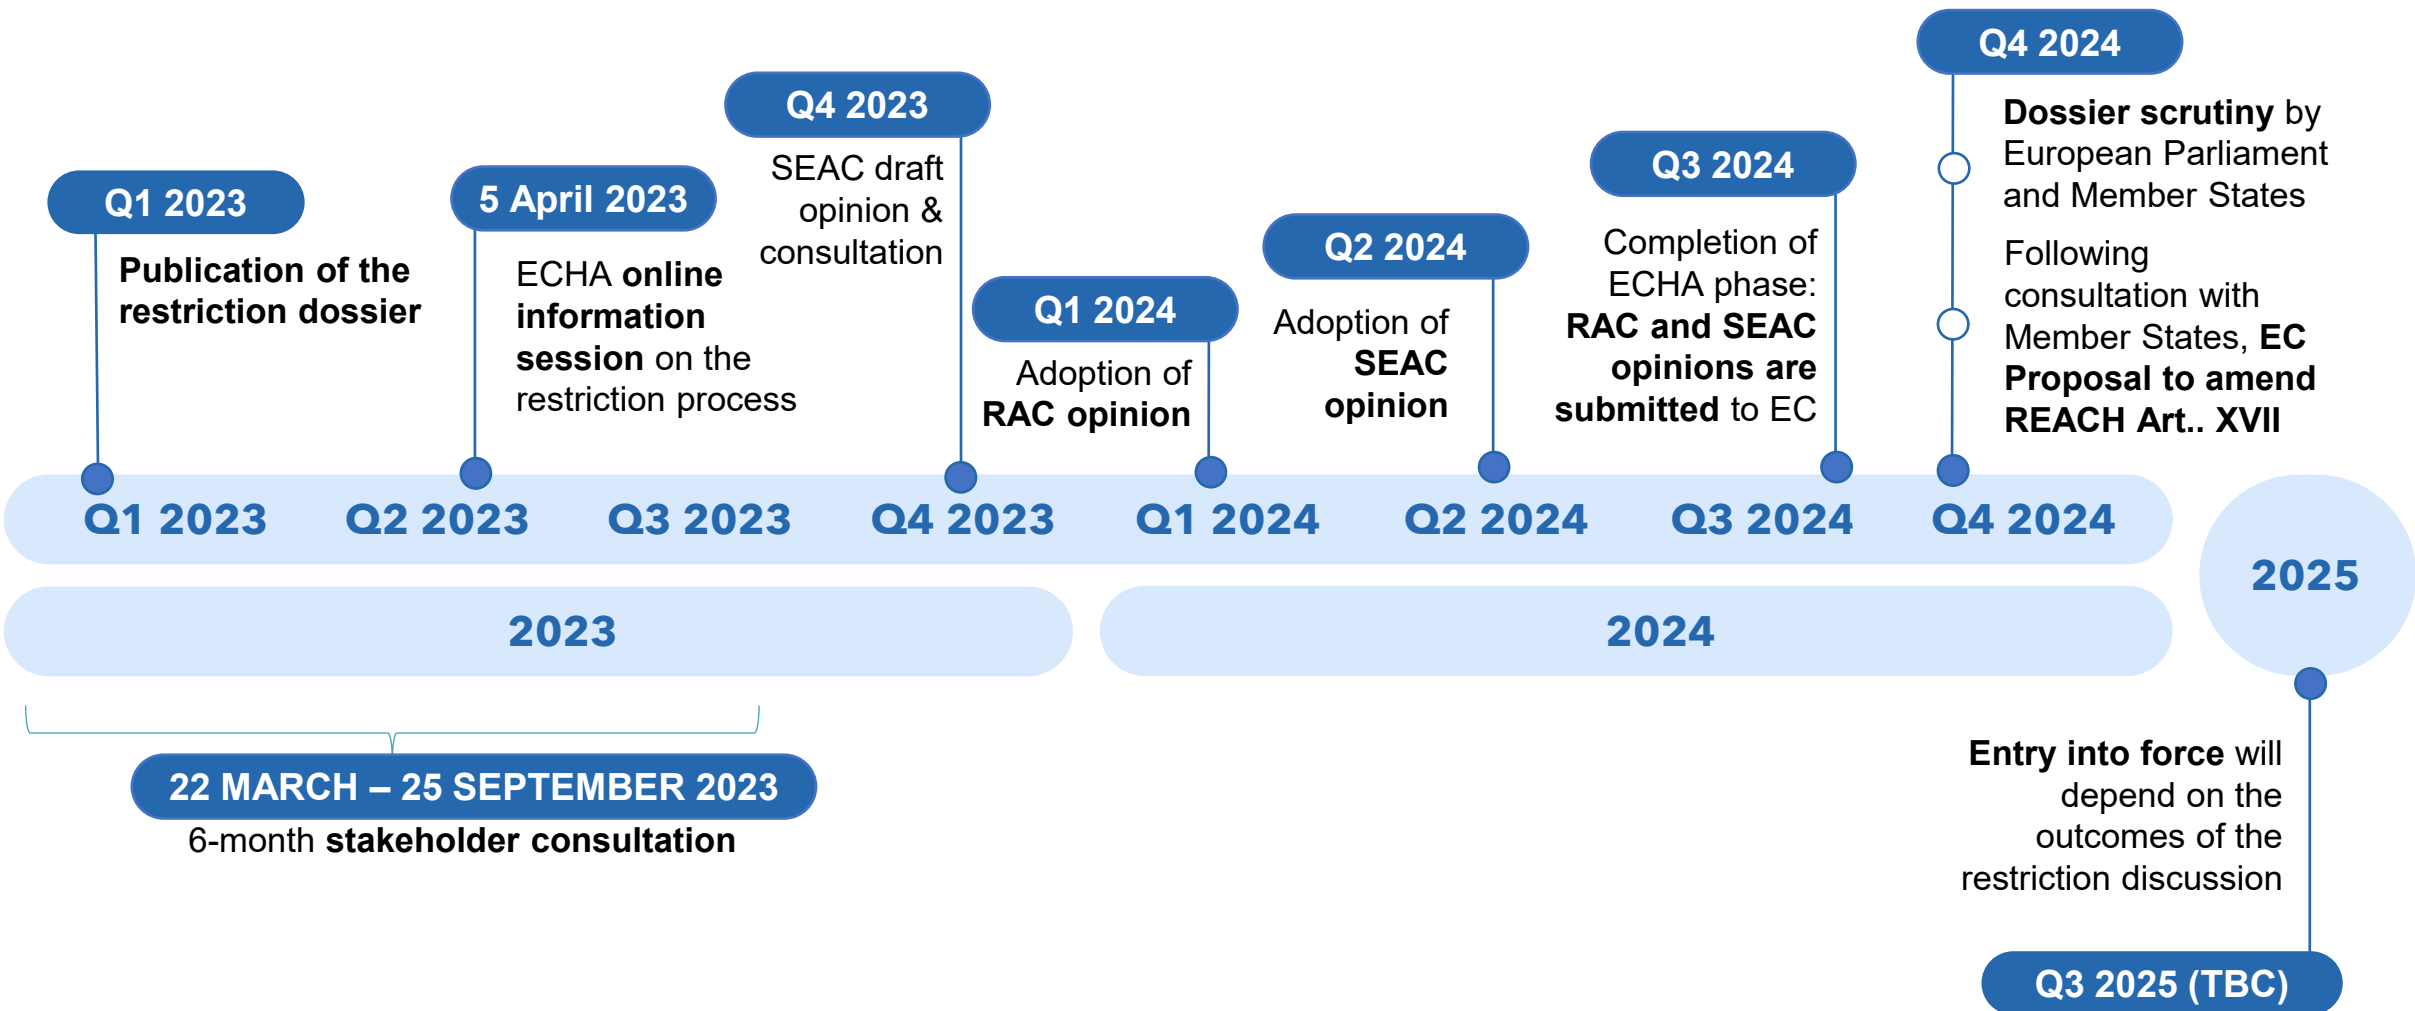 Q1 2023
Publication of the
restriction dossier
5 April 2023
ECHA online
information
session on the
restriction process
Q4 2023
SEAC draft
opinion &
consultation
Q1 2024
Adoption of
RAC opinion
Q2 2024
Adoption of
SEAC
opinion
Q3 2024
Completion of
ECHA phase:
RAC and SEAC
opinions are
submitted to EC
Q4 2024
Dossier scrutiny by
European Parliament
and Member States
Following
consultation with
Member States, EC
Proposal to amend
REACH Art.. XVII
Q1 2023 Q2 2023 Q3 2023 Q4 2023 Q1 2024 Q2 2024 Q3 2024 Q4 2024
2023 2024 2025
22 MARCH – 25 SEPTEMBER 2023
6-month stakeholder consultation
Entry into force will
depend on the
outcomes of the
restriction discussion
Q3 2025 (TBC)